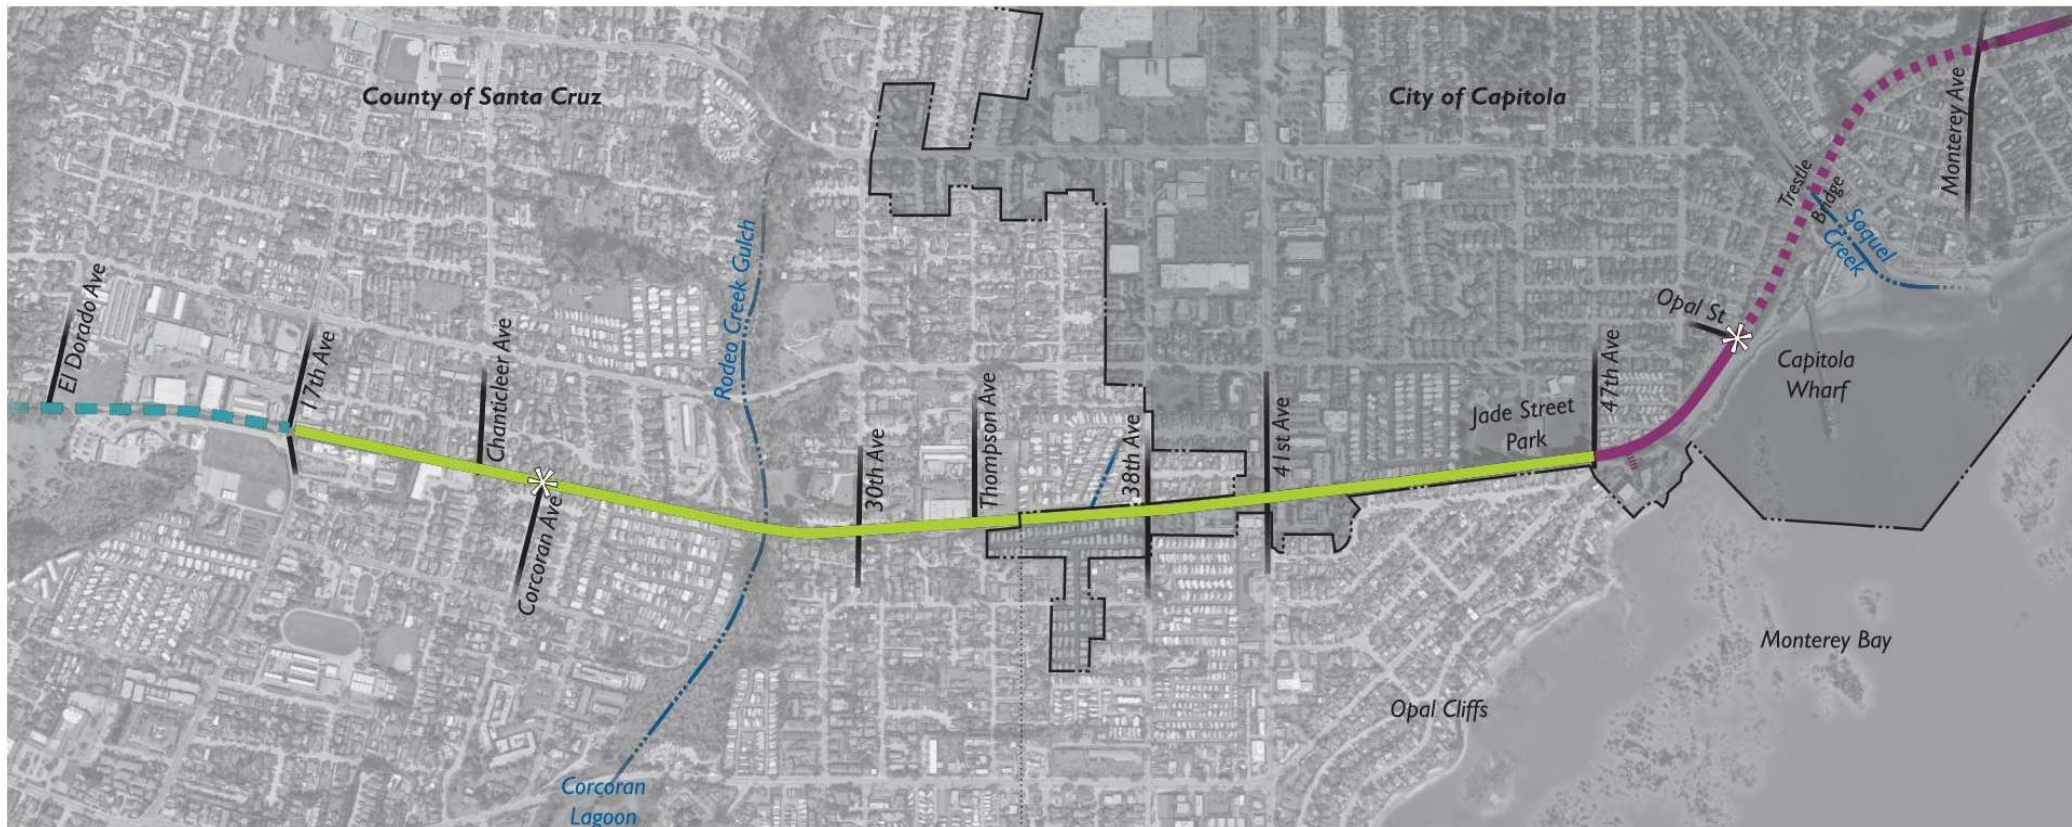 County of Santa Cruz
City of Capitola
Monterey Ave
Trestle
Bridge
Soquel
Creek
Rodeo Creek Gulch
El Dorado Ave
17th Ave
Chanticleer Ave
Opal St
Capitola
Wharf
47th Ave
Jade Street
Park
41st Ave
38th Ave
Thompson Ave
30th Ave
Corcoran Ave
Monterey Bay
Opal Cliffs
Corcoran
Lagoon